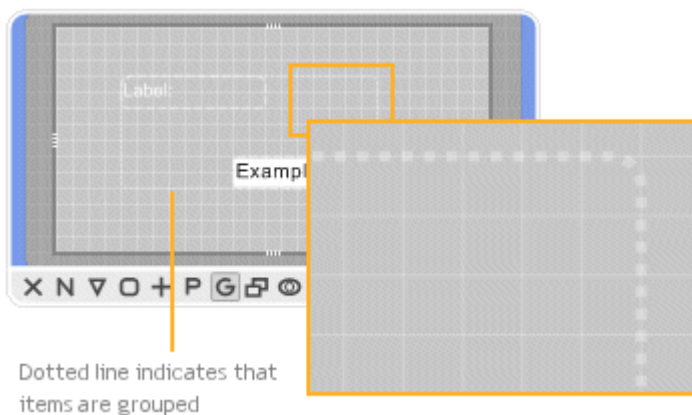 Label:
Exampl
X N P G
Dotted line indicates that
items are grouped